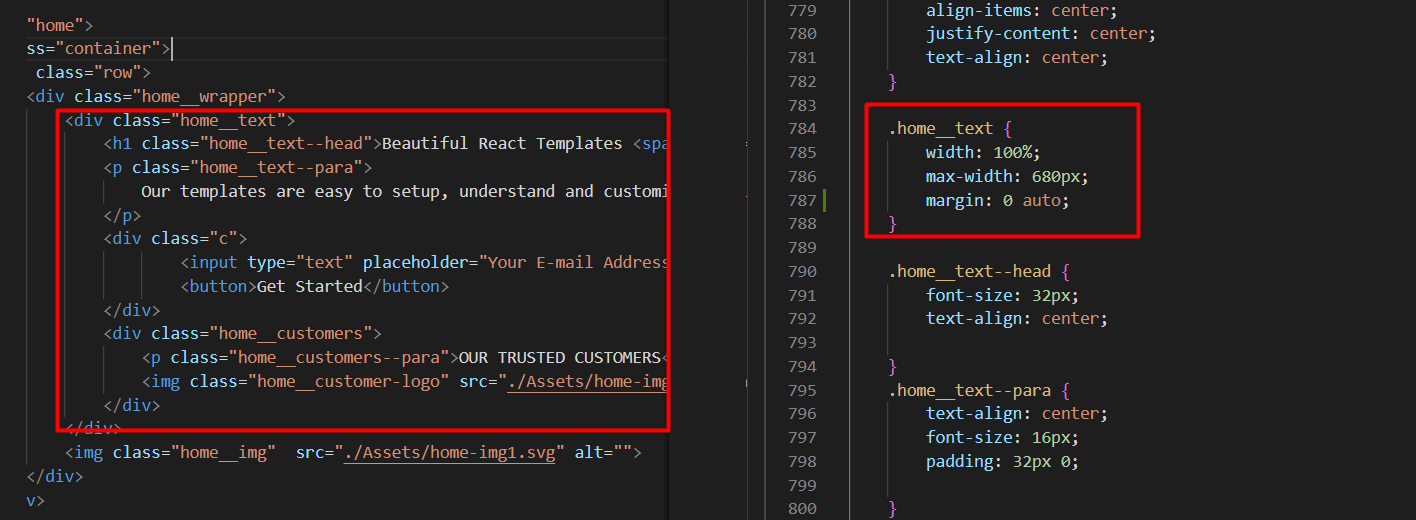 "home">
ss="container">
class="row">
<div class="home__wrapper">
<div class="home__text">
<h1 class="home__text--head">Beautiful React Templates <spa
<p class="home__text--para">
Our templates are easy to setup, understand and customi
</p>
<div class="c">
<input type="text" placeholder="Your E-mail Address
<button>Get Started</button>
</div>
<div class="home__customers">
<p class="home__customers--para">OUR TRUSTED CUSTOMERS<
<img class="home__customer-logo" src="./Assets/home-img
</div>
</div>
<img class="home__img"  src="./Assets/home-img1.svg" alt="">
</div>
v>
779 align-items: center;
780 justify-content: center;
781 text-align: center;
782 }
783
784 .home__text {
785 width: 100%;
786 max-width: 680px;
787 margin: 0 auto;
788 }
789
790 .home__text--head {
791 font-size: 32px;
792 text-align: center;
793
794 }
795 .home__text--para {
796 text-align: center;
797 font-size: 16px;
798 padding: 32px 0;
799
800 }